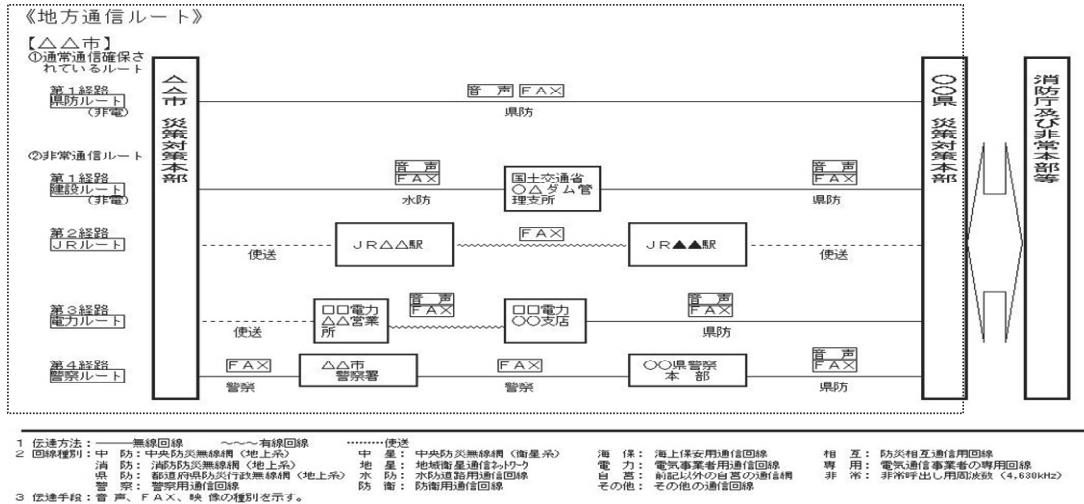 《地方通信ルート》
【△△市】
①通常通信確保さ
れているルート
第1経路
県防ルート
(非電)
音 声 FAX
県防
△△市 災害対策本部
○○県 災害対策本部
消防庁及び非常本部等
②非常通信ルート
第1経路
建設ルート
(非電)
音 声
FAX
水防
国土交通省
○△ダム管
理支所
音 声
FAX
県防
第2経路
JRルート
使送
JR△△駅
FAX
JR▲▲駅
使送
第3経路
電力ルート
使送
□□電力
△△営業
所
音 声
FAX
□□電力
○○支店
音 声
FAX
県防
第4経路
警察ルート
FAX
警察
△△市
警察署
FAX
警察
○○県警察
本 部
音 声
FAX
県防
1 伝達方法:───無線回線 ~~~有線回線 ········使送
2 回線種別:中 防:中央防災無線網(地上系) 中 星:中央防災無線網(衛星系) 海 保:海上保安用通信回線 相 互:防災相互通信用回線
消 防:消防防災無線網(地上系) 地 星:地域衛星通信ネットワーク 電 力:電気事業者用通信回線 専 用:電気通信事業者の専用回線
県 防:都道府県防災行政無線網(地上系) 水 防:水防道路用通信回線 自 営:前記以外の自営の通信網 非 常:非常呼出し用周波数(4,630kHz)
警 察:警察用通信回線 防 衛:防衛用通信回線 その他:その他の通信回線
3 伝達手段:音 声、FAX、映 像の種別を示す。